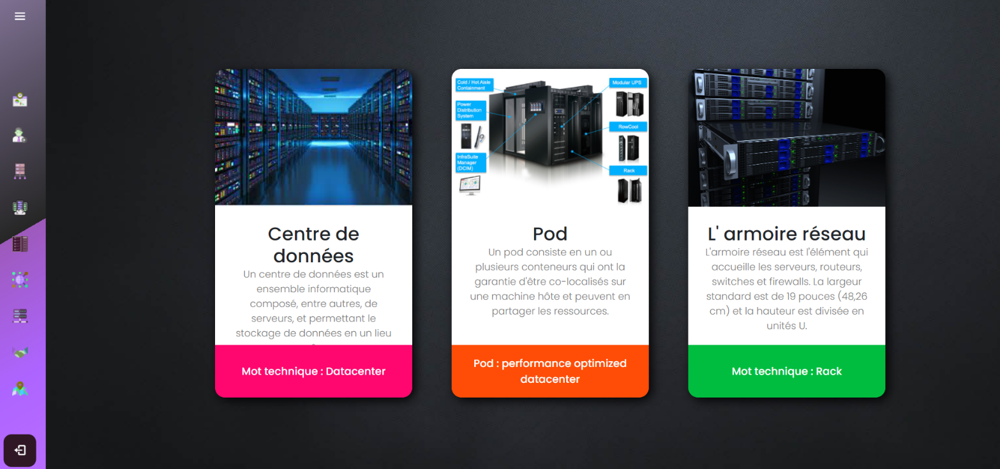 Centre de
données
Un centre de données est un
ensemble informatique
composé, entre autres, de
serveurs, et permettant le
stockage de données en un lieu
Mot technique : Datacenter
Cold / Hot Aisle
Containment
Power
Distribution
System
InfraSuite
Manager
(DCIM)
Modular UPS
RowCool
Rack
Pod
Un pod consiste en un ou
plusieurs conteneurs qui ont la
garantie d'être co-localisés sur
une machine hôte et peuvent en
partager les ressources.
Pod : performance optimized
datacenter
L' armoire réseau
L'armoire réseau est l'élément qui
accueille les serveurs, routeurs,
switches et firewalls. La largeur
standard est de 19 pouces (48,26
cm) et la hauteur est divisée en
unités U.
Mot technique : Rack